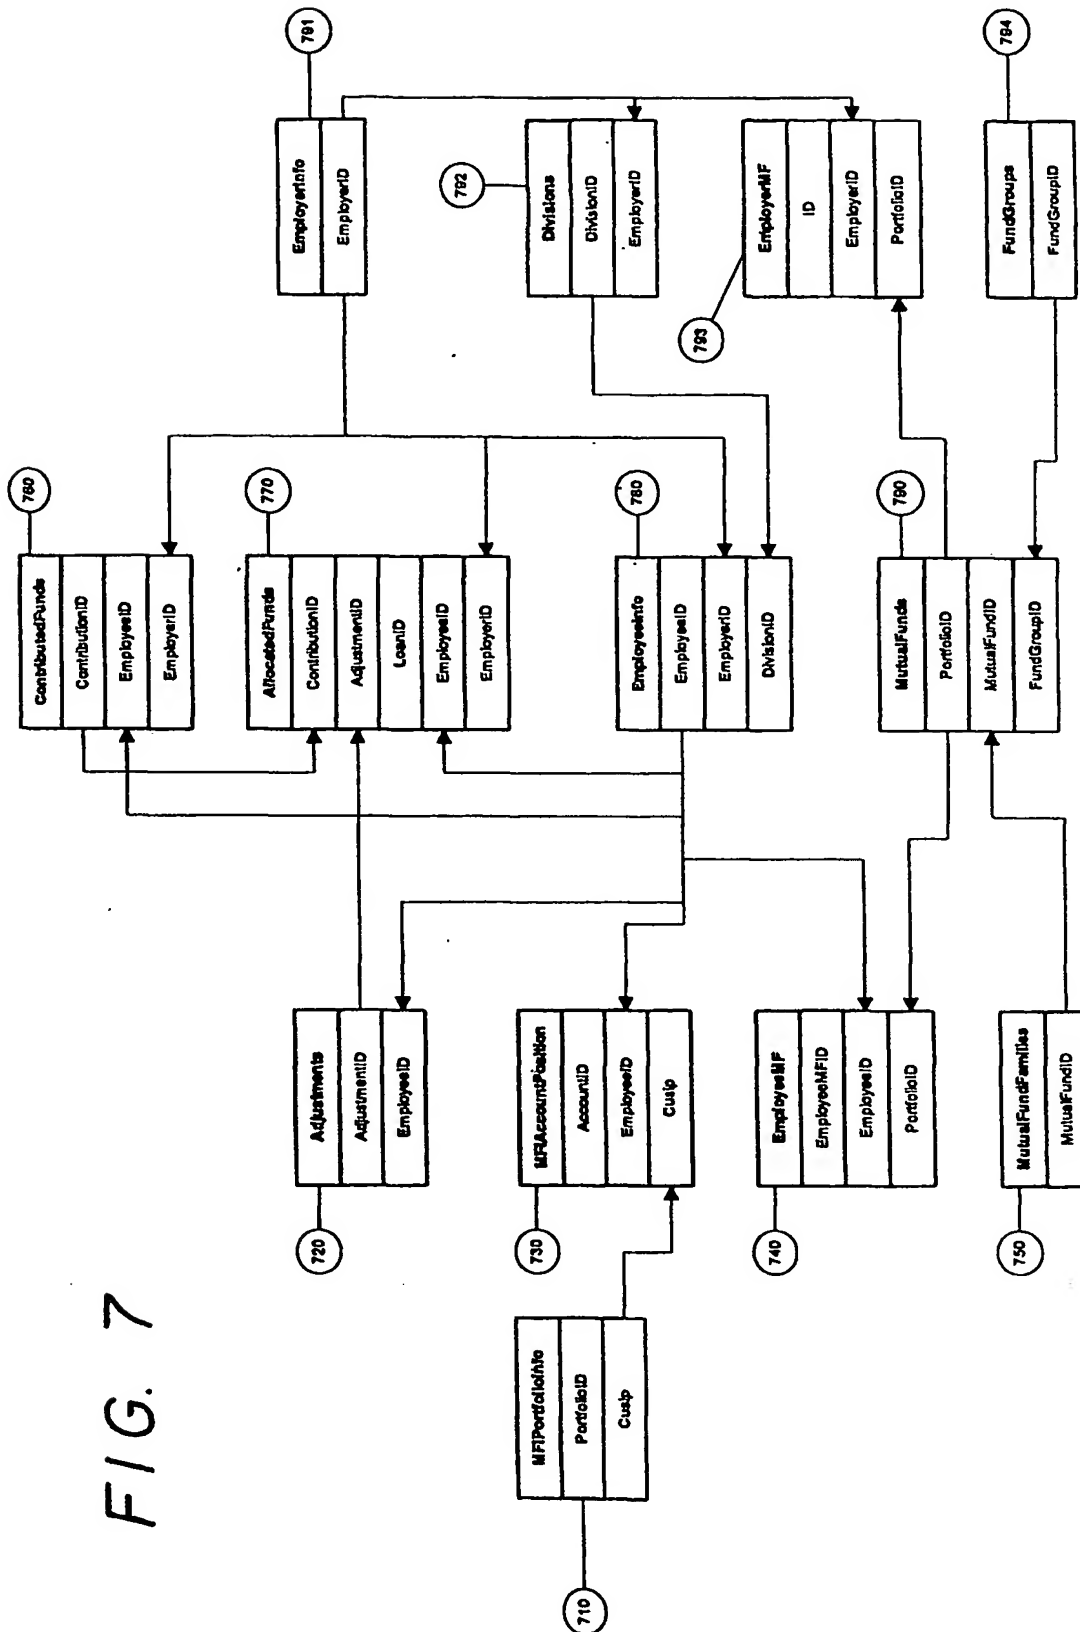 FIG. 7
710
MFIPortfolioInfo
PortfolioID
Cusip
720
Adjustments
AdjustmentID
EmployeeID
730
MFIAccountPosition
AccountID
EmployeeID
Cusip
740
EmployeeMF
EmployeeMFID
EmployeeID
PortfolioID
750
MutualFundFamilies
MutualFundID
760
ContributedFunds
ContributionID
EmployeeID
EmployerID
770
AllocatedFunds
ContributionID
AdjustmentID
LoanID
EmployeeID
EmployerID
780
EmployeeInfo
EmployeeID
EmployerID
DivisionID
790
MutualFunds
PortfolioID
MutualFundID
FundGroupID
791
EmployerInfo
EmployerID
792
Divisions
DivisionID
EmployerID
793
EmployerMF
ID
EmployerID
PortfolioID
794
FundGroups
FundGroupID